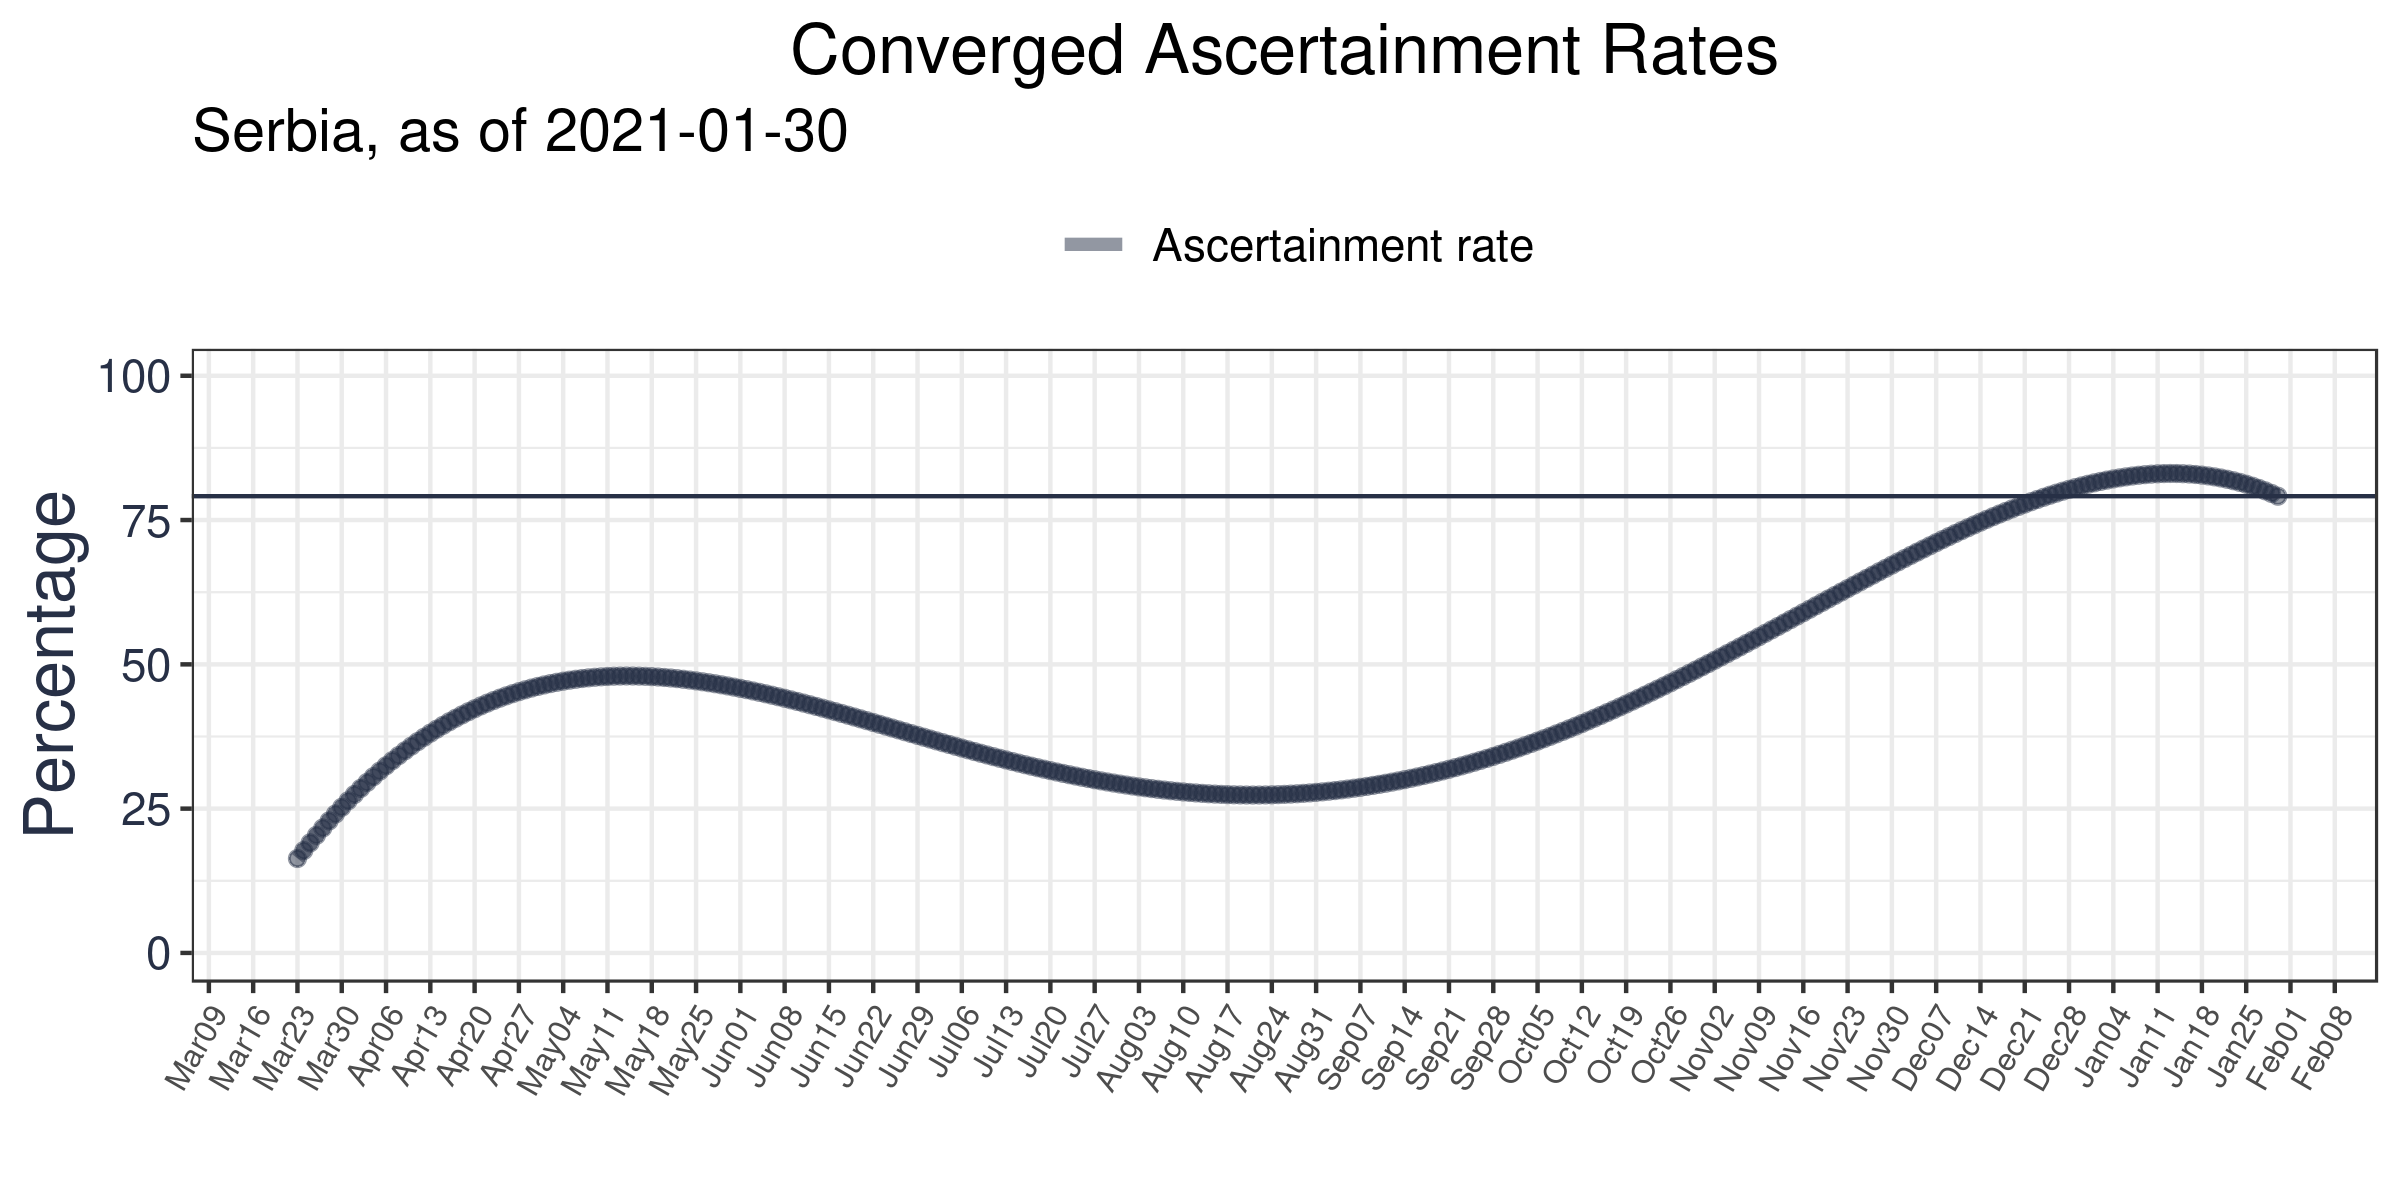 Converged Ascertainment Rates
Serbia, as of 2021-01-30
Ascertainment rate
Percentage
100
75
50
25
0
Mar09 Mar16 Mar23 Mar30 Apr06 Apr13 Apr20 Apr27 May04 May11 May18 May25 Jun01 Jun08 Jun15 Jun22 Jun29 Jul06 Jul13 Jul20 Jul27 Aug03 Aug10 Aug17 Aug24 Aug31 Sep07 Sep14 Sep21 Sep28 Oct05 Oct12 Oct19 Oct26 Nov02 Nov09 Nov16 Nov23 Nov30 Dec07 Dec14 Dec21 Dec28 Jan04 Jan11 Jan18 Jan25 Feb01 Feb08